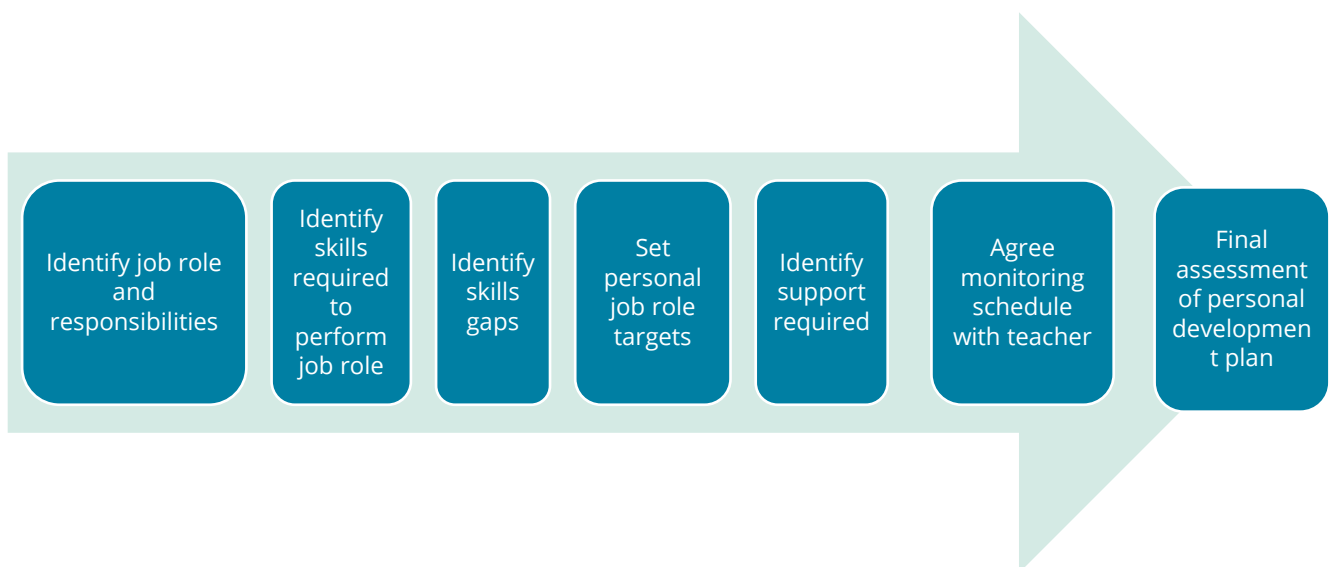 Identify job role
and
responsibilities
Identify
skills
required
to
perform
job role
Identify
skills
gaps
Set
personal
job role
targets
Identify
support
required
Agree
monitoring
schedule
with teacher
Final
assessment
of personal
developmen
t plan